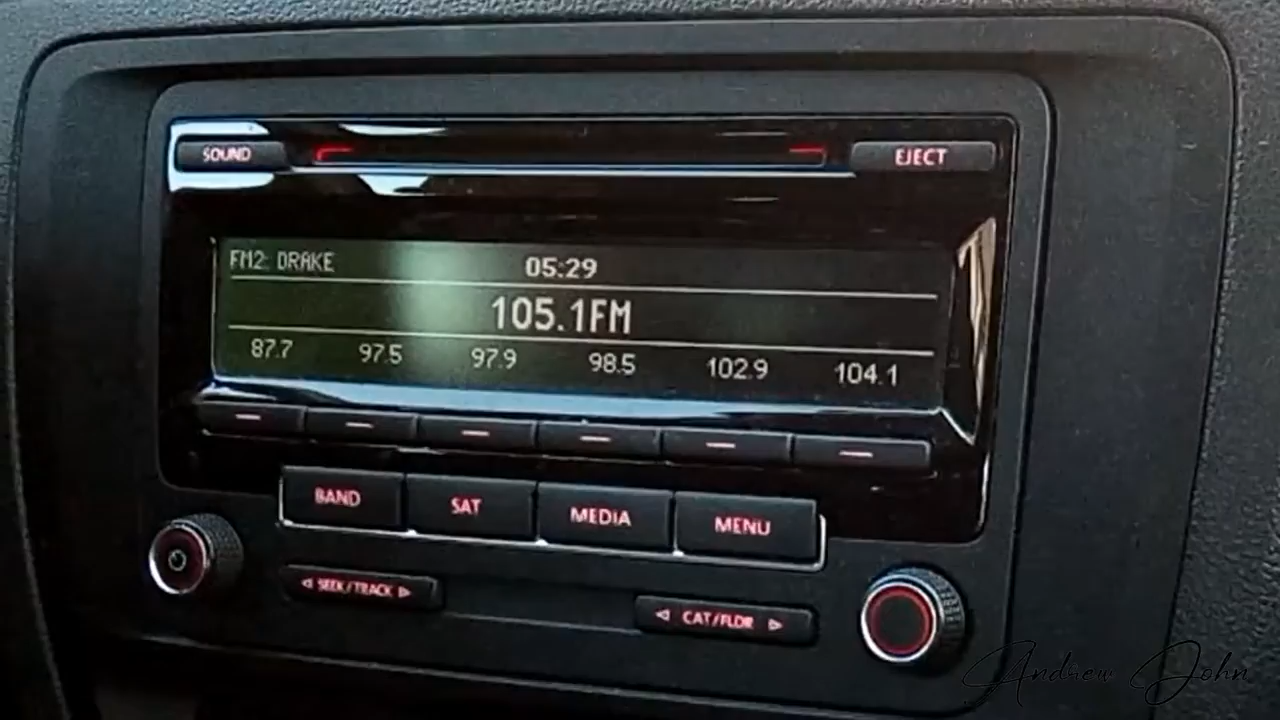 SOUND
EJECT
FM2: DRAKE 05:29
105.1FM
87.7 97.5 97.9 98.5 102.9 104.1
BAND SAT MEDIA MENU
SEEK/TRACK
CAT/FLDR
Andrew John